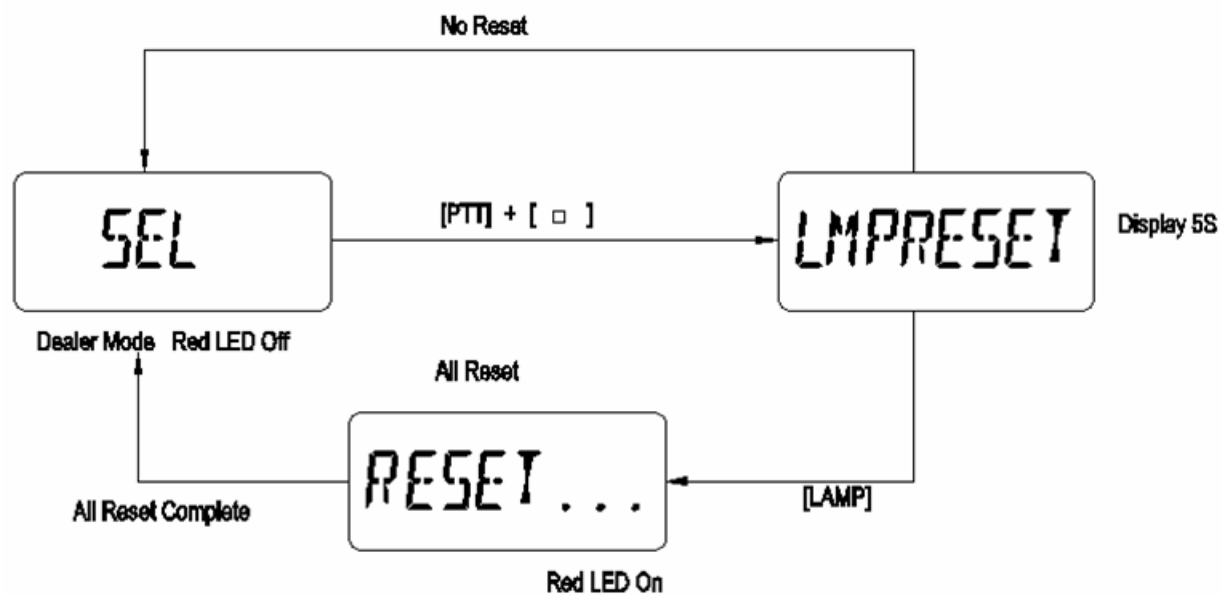 No Reset
SEL
[PTT] + [ □ ]
LMPRESET
Display 5S
Dealer Mode Red LED Off
All Reset
RESET...
[LAMP]
All Reset Complete
Red LED On